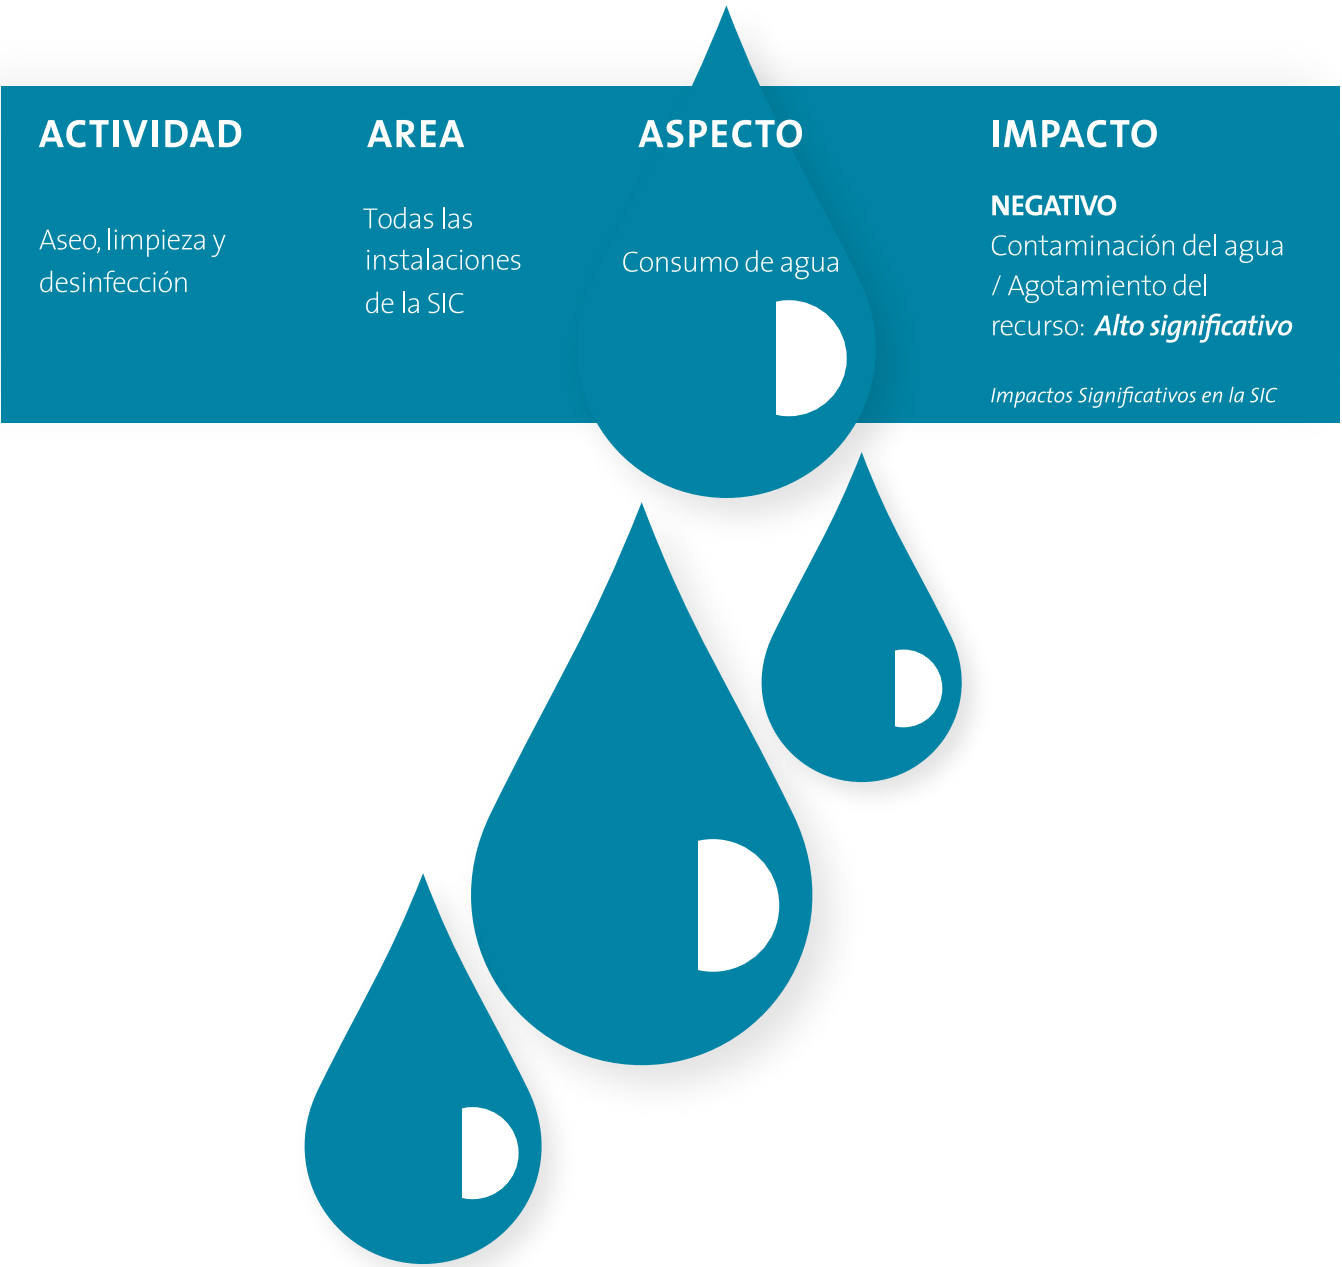 ACTIVIDAD
Aseo, limpieza y
desinfección
AREA
Todas las
instalaciones
de la SIC
ASPECTO
Consumo de agua
IMPACTO
NEGATIVO
Contaminación del agua
/ Agotamiento del
recurso: Alto significativo
Impactos Significativos en la SIC